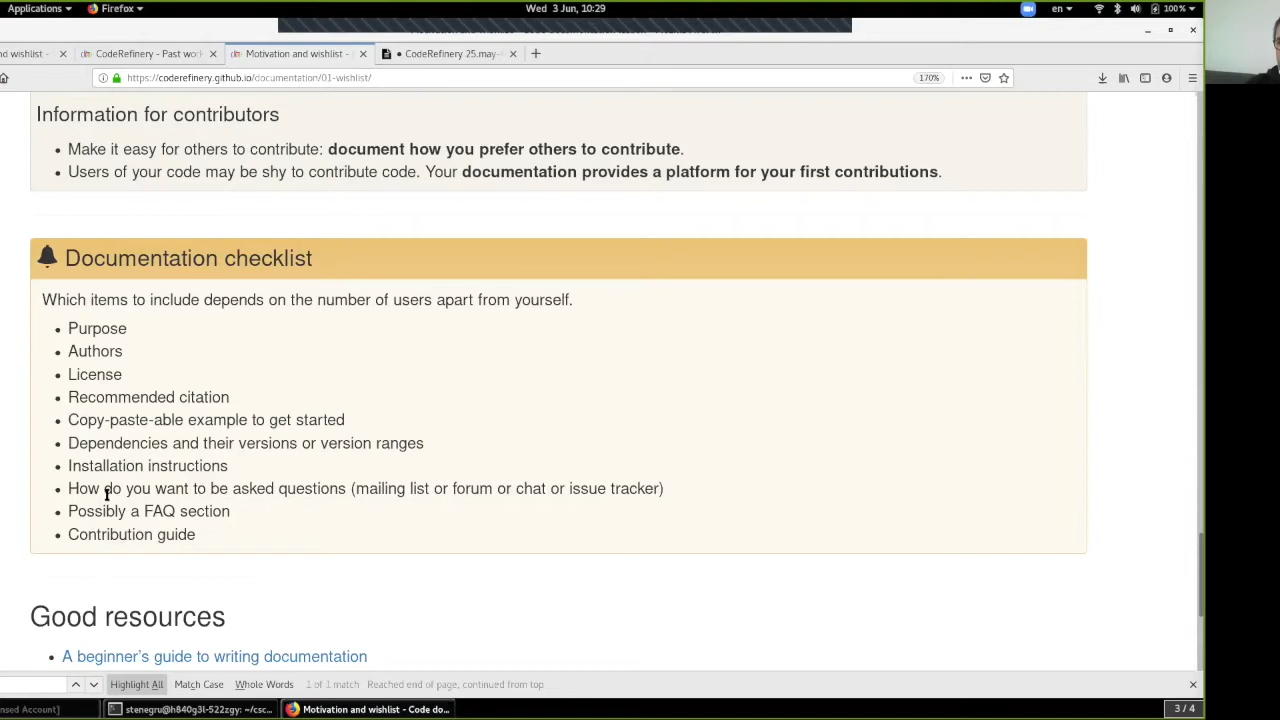 Applications
Firefox
Wed 3 Jun, 10:29
en
100%
nd wishlist -
CodeRefinery - Past wor
Motivation and wishlist -
CodeRefinery 25.may-
https://coderefinery.github.io/documentation/01-wishlist/
170%
Information for contributors
• Make it easy for others to contribute: document how you prefer others to contribute.
• Users of your code may be shy to contribute code. Your documentation provides a platform for your first contributions.
Documentation checklist
Which items to include depends on the number of users apart from yourself.
• Purpose
• Authors
• License
• Recommended citation
• Copy-paste-able example to get started
• Dependencies and their versions or version ranges
• Installation instructions
• How do you want to be asked questions (mailing list or forum or chat or issue tracker)
• Possibly a FAQ section
• Contribution guide
Good resources
• A beginner's guide to writing documentation
Highlight All
Match Case
Whole Words
1 of 1 match
Reached end of page, continued from top
nsed Account]
stenegru@h840g3l-522zgy: ~/csc...
Motivation and wishlist - Code do...
3 / 4